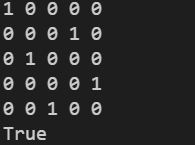 1 0 0 0 0
0 0 0 1 0
0 1 0 0 0
0 0 0 0 1
0 0 1 0 0
True